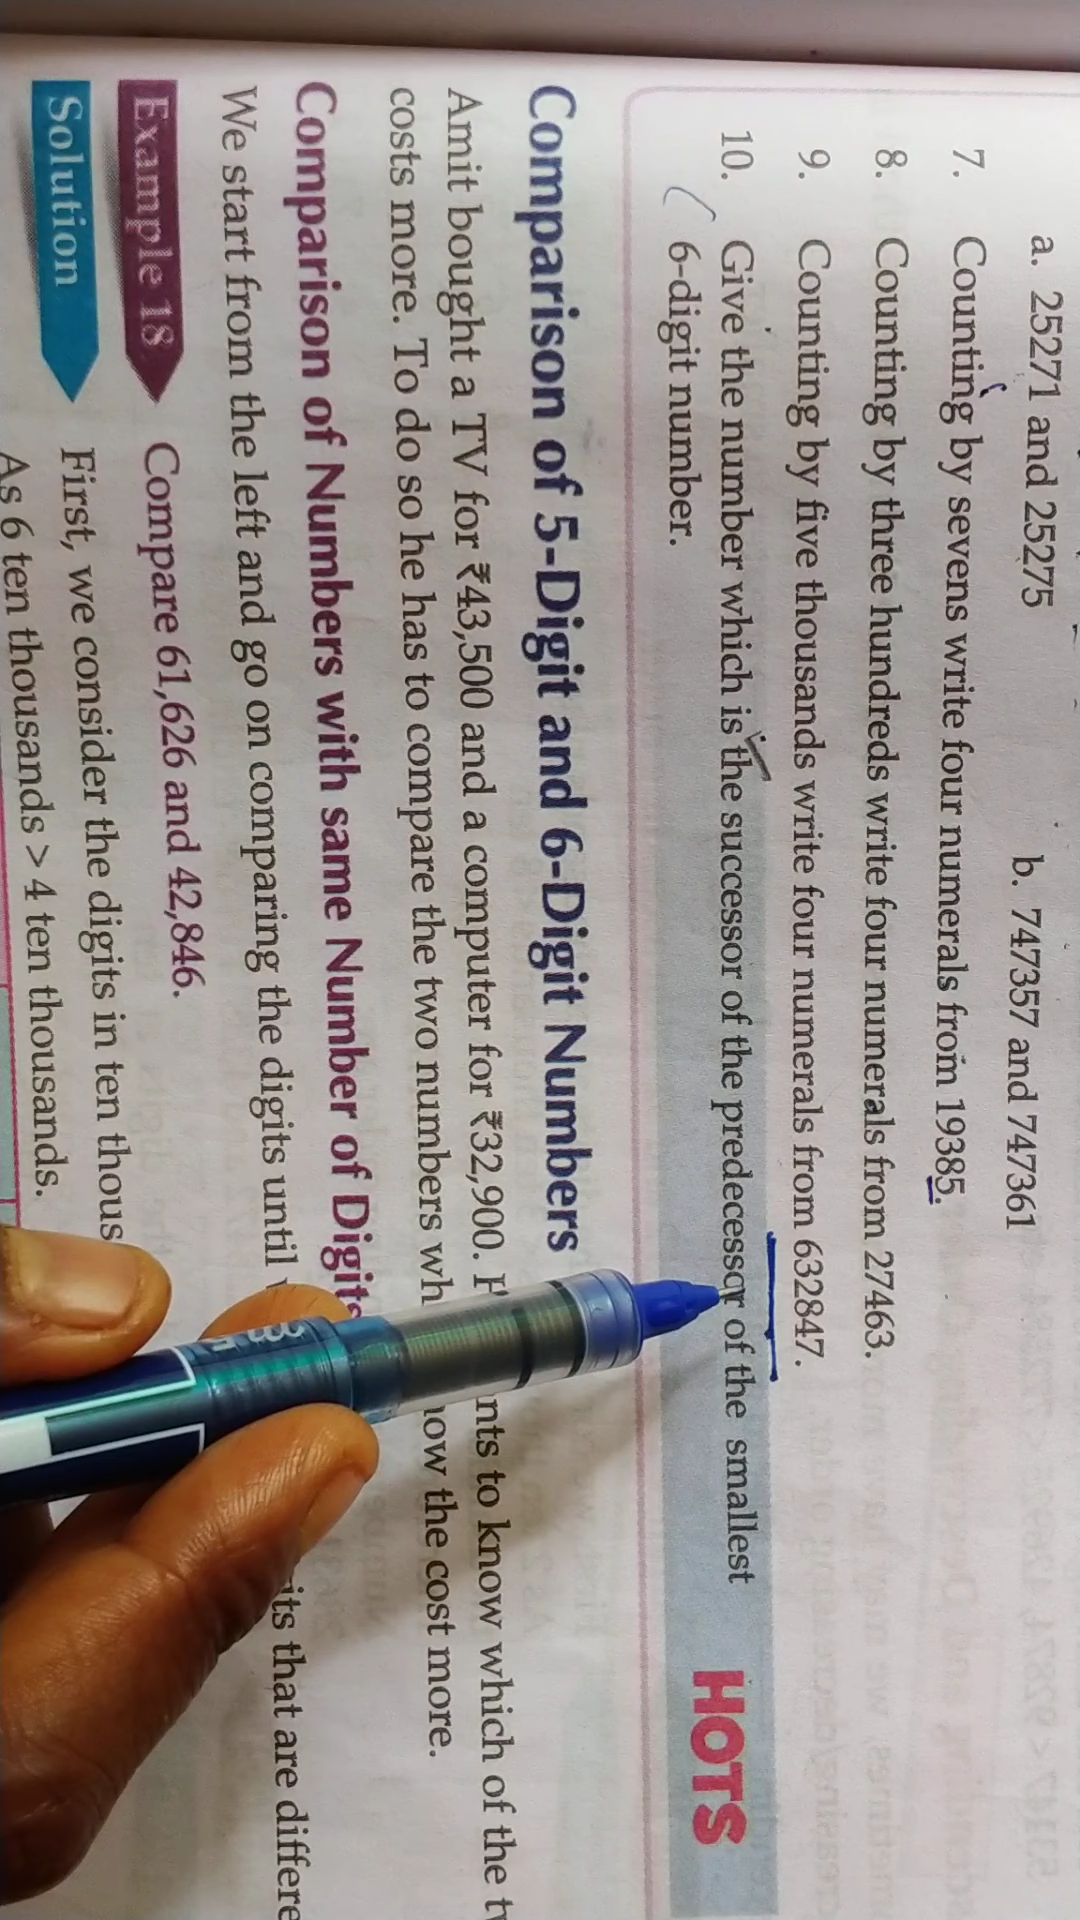 a. 25271 and 25275 b. 747357 and 747361
7. Counting by sevens write four numerals from 19385.
8. Counting by three hundreds write four numerals from 27463.
9. Counting by five thousands write four numerals from 632847.
10. Give the number which is the successor of the predecessor of the smallest
6-digit number.
HOTS
Comparison of 5-Digit and 6-Digit Numbers
Amit bought a TV for ₹43,500 and a computer for ₹32,900. to know which of the
costs more. To do so he has to compare the two numbers the cost more.
Comparison of Numbers with same Number of Digits
We start from the left and go on comparing the digits until that are
Example 18 Compare 61,626 and 42,846.
Solution First, we consider the digits in ten
As 6 ten thousands > 4 ten thousands.